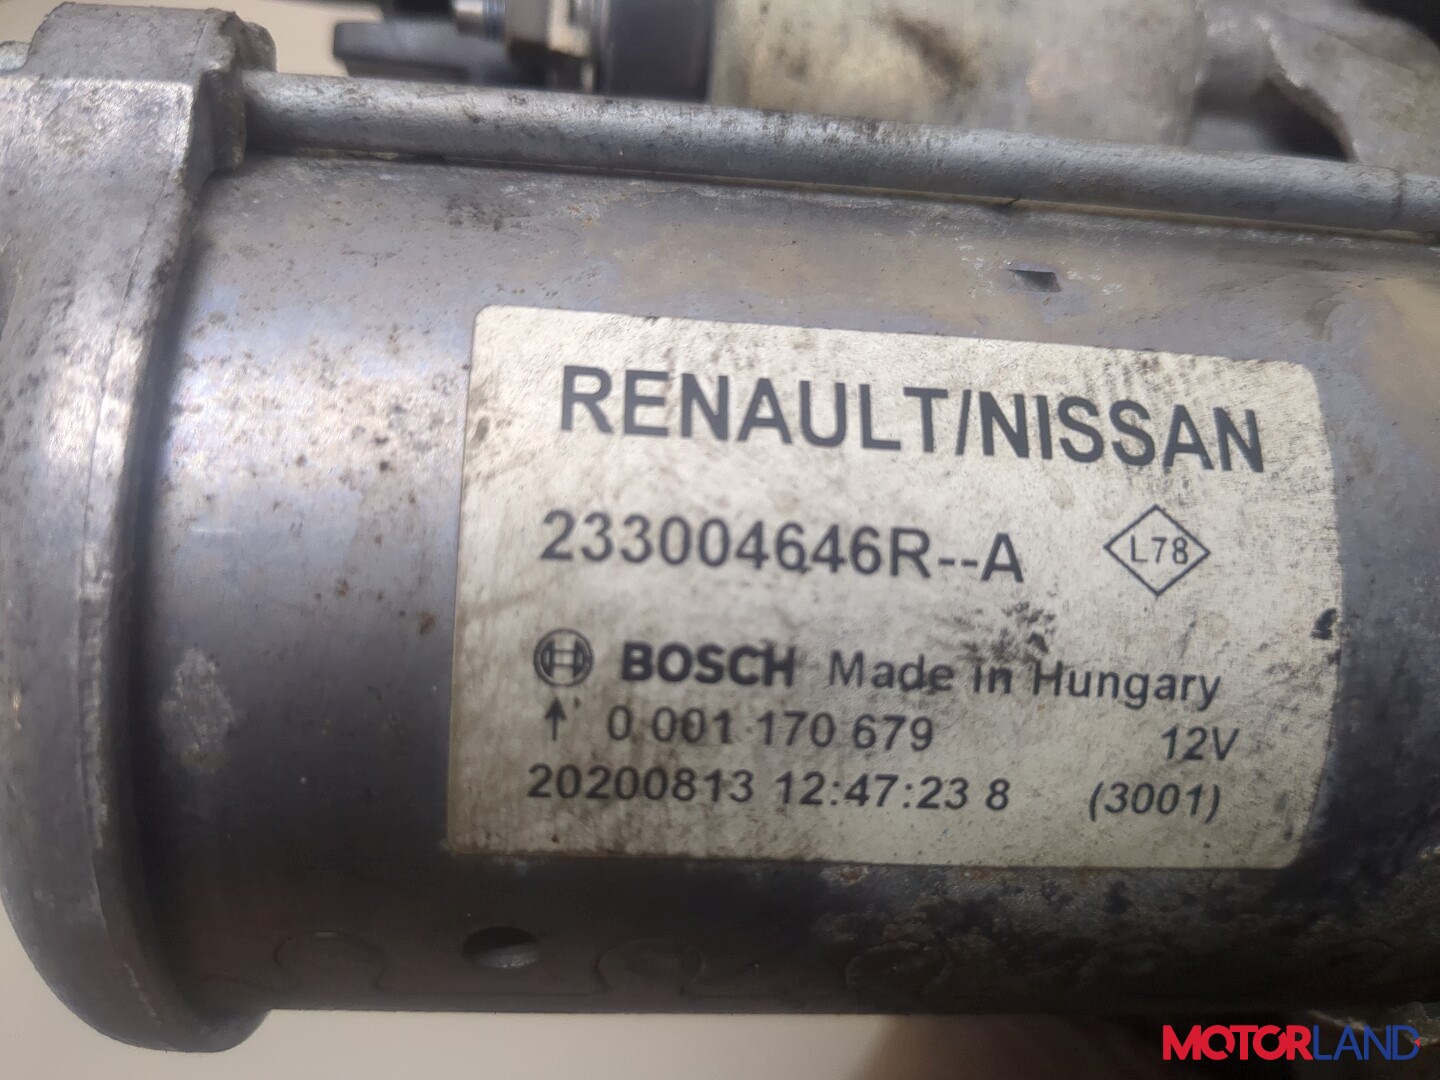 RENAULT/NISSAN
233004646R--A L78
BOSCH Made in Hungary
↑ 0 001 170 679 12V
20200813 12:47:23 8 (3001)
MOTORLAND